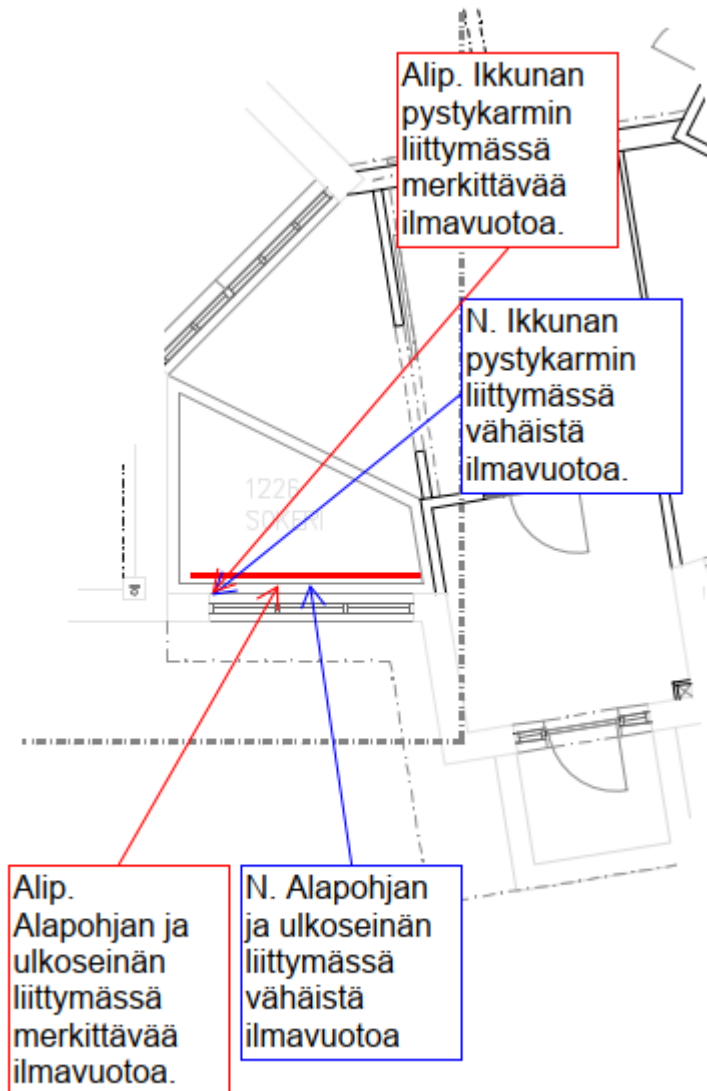 Alip. Ikkunan
pystykarmin
liittymässä
merkittävää
ilmavuotoa.
N. Ikkunan
pystykarmin
liittymässä
vähäistä
ilmavuotoa.
1226
SOKERI
Alip.
Alapohjan ja
ulkoseinän
liittymässä
merkittävää
ilmavuotoa.
N. Alapohjan
ja ulkoseinän
liittymässä
vähäistä
ilmavuotoa